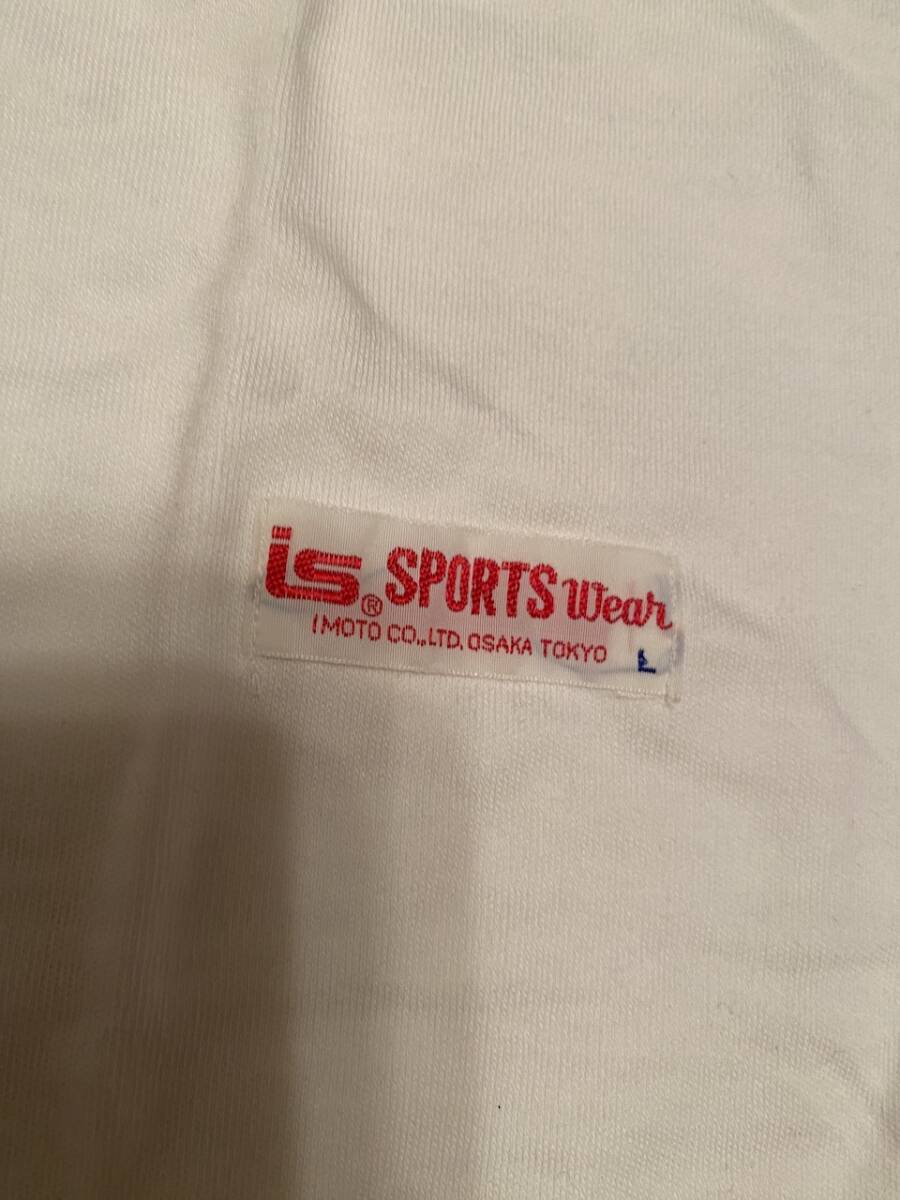 is® SPORTS Wear
IMOTO CO.,LTD. OSAKA TOKYO L